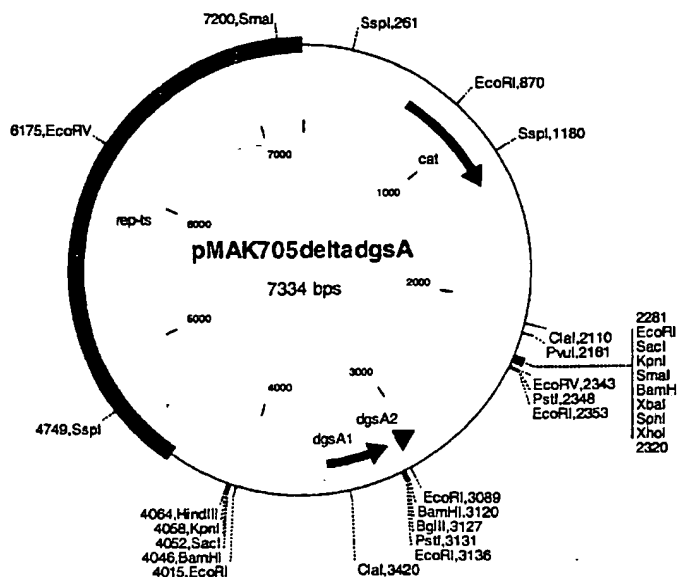 7200,SmaI
SspI,261
EcoRI,870
SspI,1180
6175,EcoRV
7000
cat
1000
rep-ts
6000
pMAK705deltadgsA
7334 bps
2000
5000
2281
EcoRI
SacI
KpnI
SmaI
BamH
XbaI
SphI
XhoI
2320
ClaI,2110
PvuI,2161
EcoRV,2343
PstI,2348
EcoRI,2353
3000
4000
dgsA2
dgsA1
4749,SspI
EcoRI,3089
BamHI,3120
BglII,3127
PstI,3131
EcoRI,3136
4064,HindIII
4058,KpnI
4052,SacI
4046,BamHI
4015,EcoRI
ClaI,3420